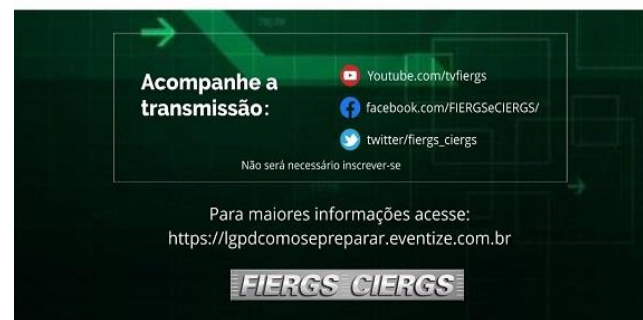 Acompanhe a
transmissão:
Youtube.com/tvfiergs
facebook.com/FIERGSeCIERGS/
twitter/fiergs_ciergs
Não será necessário inscrever-se
Para maiores informações acesse:
https://lgpdcomosepreparar.eventize.com.br
FIERGS CIERGS